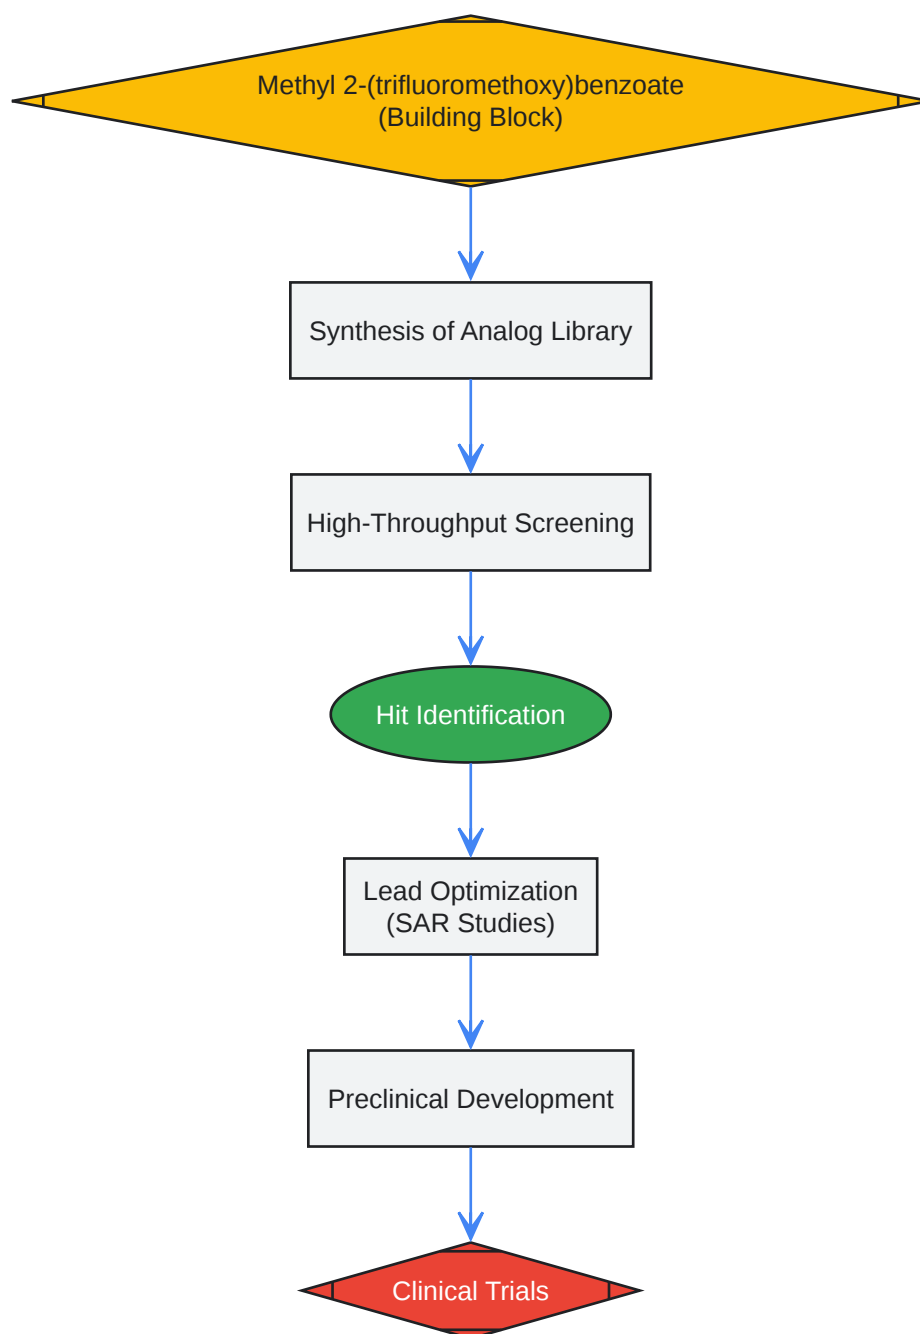 Methyl 2-(trifluoromethoxy)benzoate
(Building Block)
Synthesis of Analog Library
High-Throughput Screening
Hit Identification
Lead Optimization
(SAR Studies)
Preclinical Development
Clinical Trials